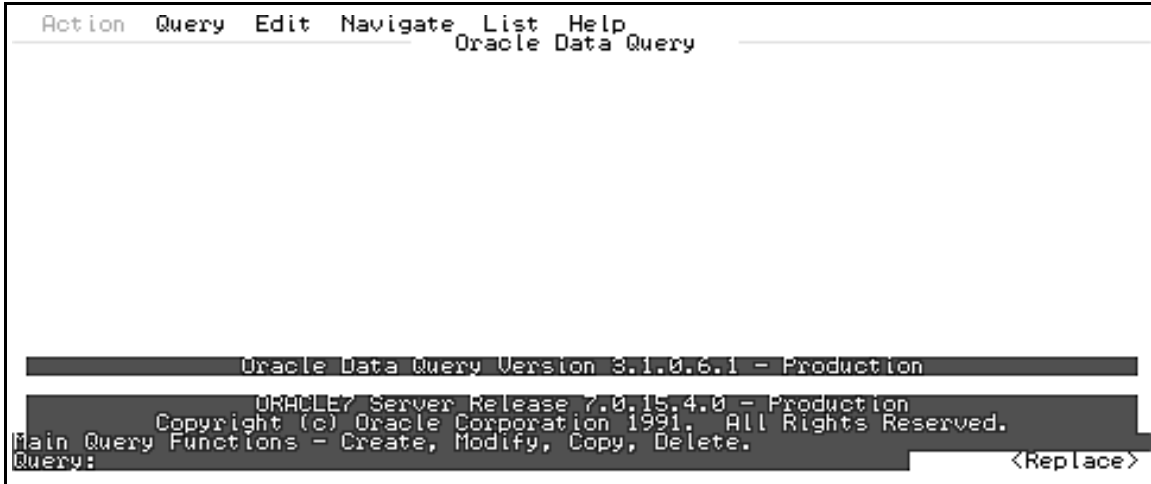 Action Query Edit Navigate List Help
Oracle Data Query
Oracle Data Query Version 3.1.0.6.1 - Production
ORACLE7 Server Release 7.0.15.4.0 - Production
Copyright (c) Oracle Corporation 1991. All Rights Reserved.
Main Query Functions - Create, Modify, Copy, Delete.
Query: <Replace>